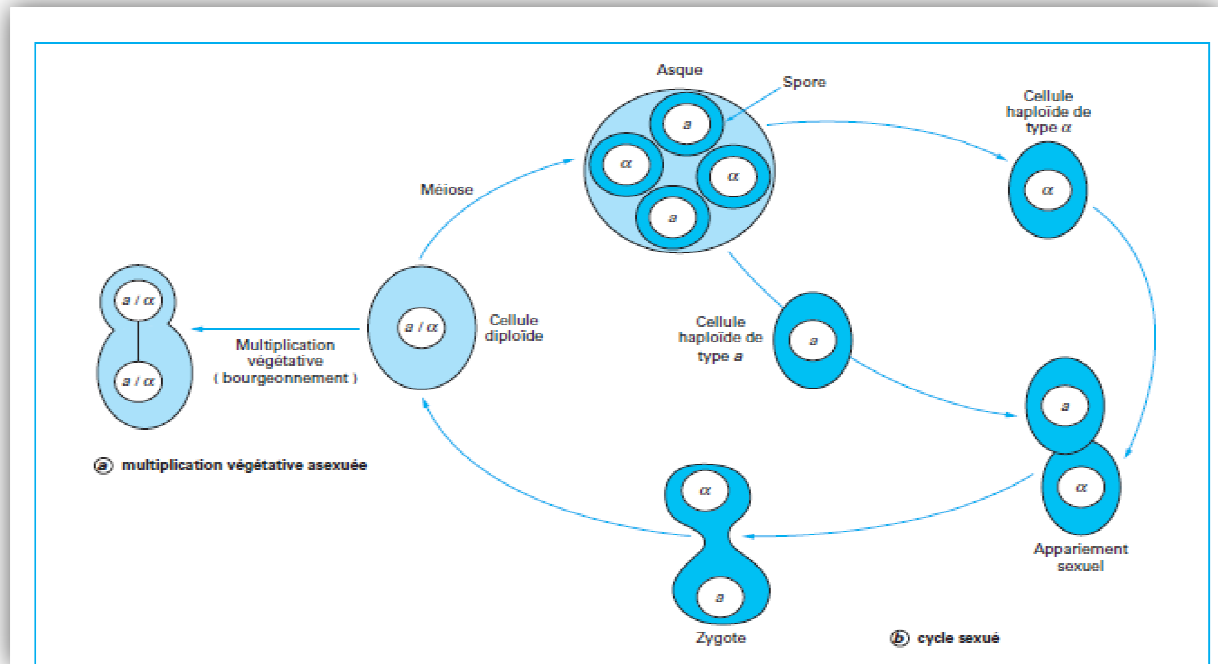 Asque
Spore
a
α
α
a
Cellule
haploïde de
type α
α
Méiose
a / α
a / α
Multiplication
végétative
( bourgeonnement )
a / α
Cellule
diploïde
Cellule
haploïde de
type a
a
a
α
Appariement
sexuel
ⓐ multiplication végétative asexuée
α
a
Zygote
ⓑ cycle sexué